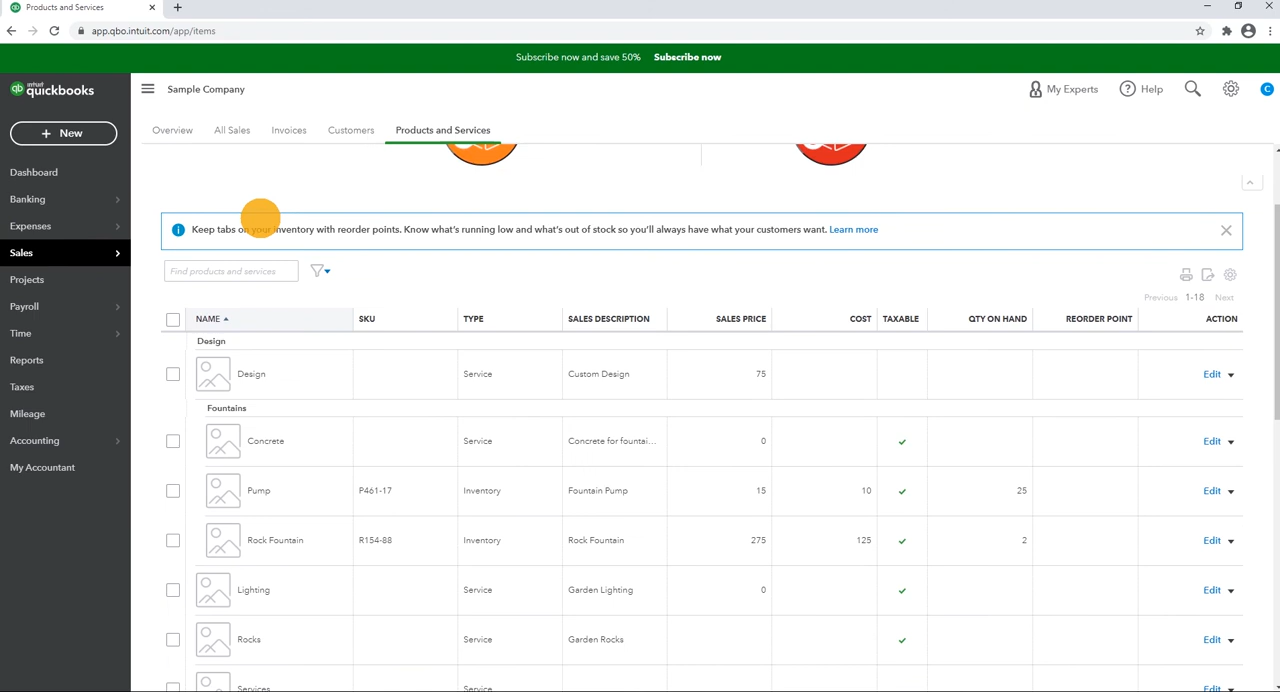 Products and Services
app.qbo.intuit.com/app/items
Subscribe now and save 50% Subscribe now
intuit quickbooks
Sample Company
My Experts
Help
C
+ New
Overview
All Sales
Invoices
Customers
Products and Services
Dashboard
Banking
Expenses
Sales
Projects
Payroll
Time
Reports
Taxes
Mileage
Accounting
My Accountant
Keep tabs on your inventory with reorder points. Know what's running low and what's out of stock so you'll always have what your customers want. Learn more
Find products and services
Previous 1-18 Next
NAME SKU TYPE SALES DESCRIPTION SALES PRICE COST TAXABLE QTY ON HAND REORDER POINT ACTION
Design
Design Service Custom Design 75 Edit
Fountains
Concrete Service Concrete for fountai... 0 Edit
Pump P461-17 Inventory Fountain Pump 15 10 25 Edit
Rock Fountain R154-88 Inventory Rock Fountain 275 125 2 Edit
Lighting Service Garden Lighting 0 Edit
Rocks Service Garden Rocks Edit
Services Service Edit